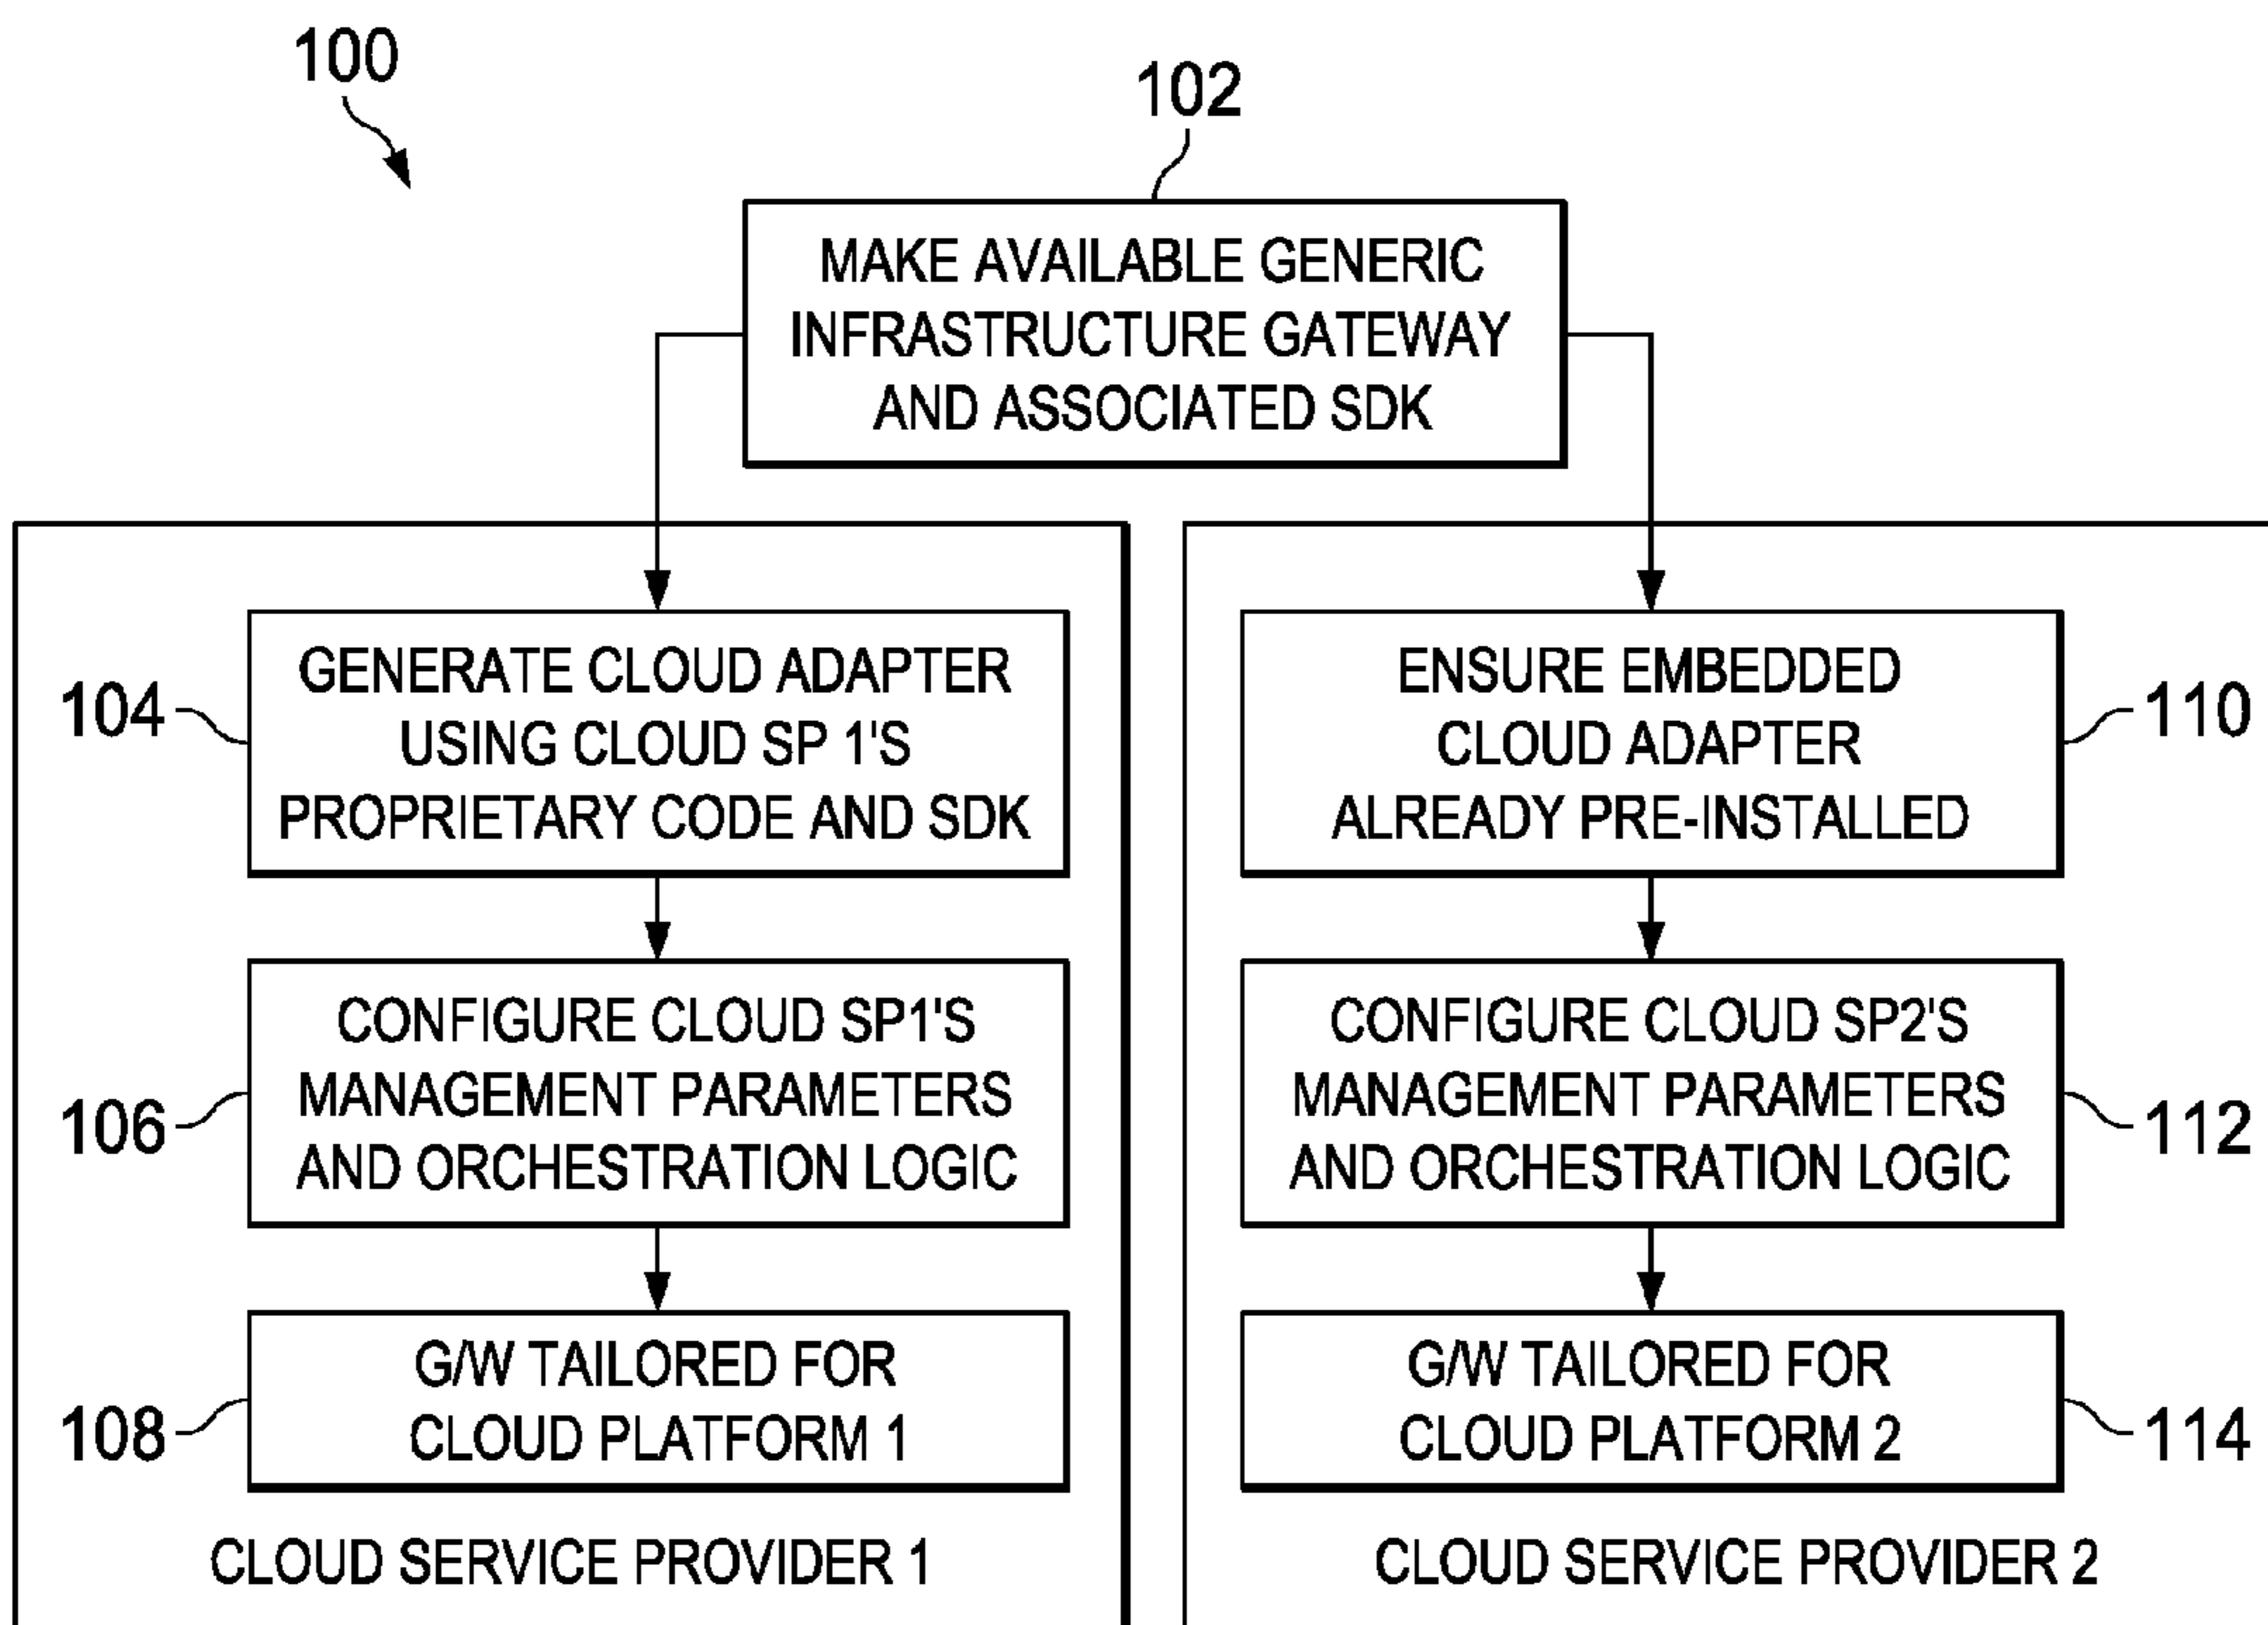 100
102
MAKE AVAILABLE GENERIC
INFRASTRUCTURE GATEWAY
AND ASSOCIATED SDK
104
GENERATE CLOUD ADAPTER
USING CLOUD SP 1'S
PROPRIETARY CODE AND SDK
106
CONFIGURE CLOUD SP1'S
MANAGEMENT PARAMETERS
AND ORCHESTRATION LOGIC
108
G/W TAILORED FOR
CLOUD PLATFORM 1
CLOUD SERVICE PROVIDER 1
ENSURE EMBEDDED
CLOUD ADAPTER
ALREADY PRE-INSTALLED
110
CONFIGURE CLOUD SP2'S
MANAGEMENT PARAMETERS
AND ORCHESTRATION LOGIC
112
G/W TAILORED FOR
CLOUD PLATFORM 2
114
CLOUD SERVICE PROVIDER 2